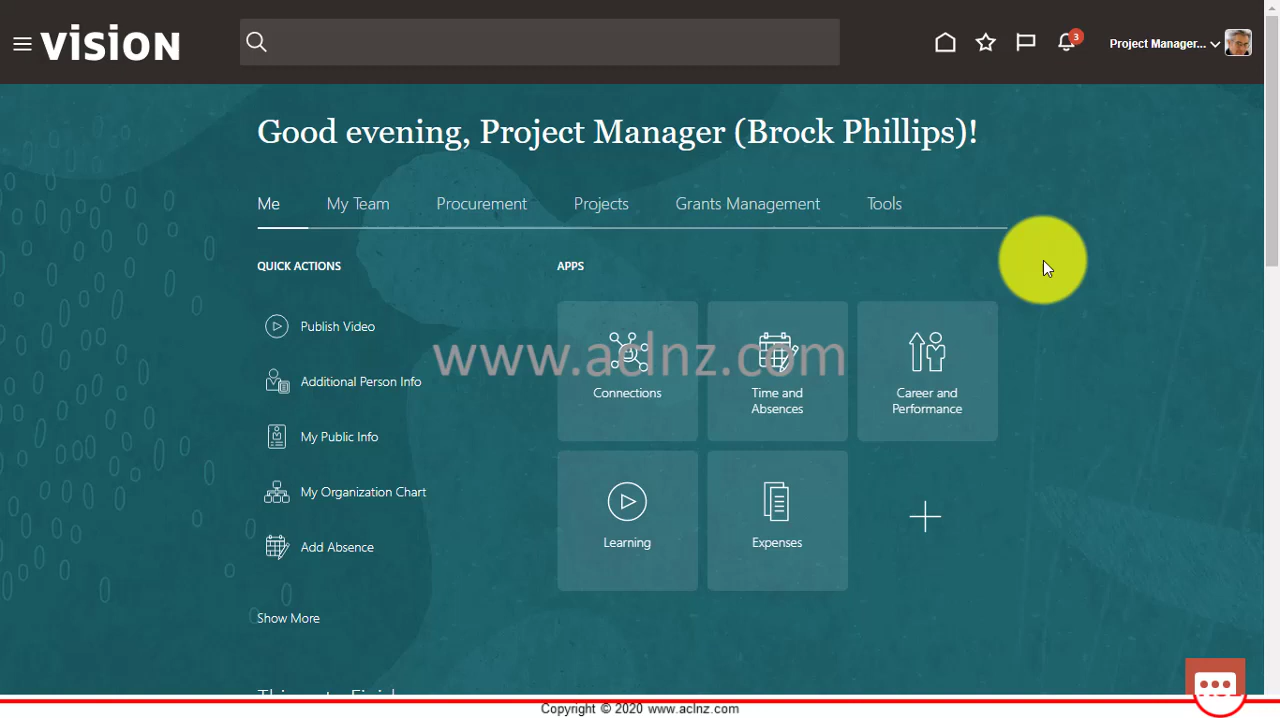 VISION
3
Project Manager...
Good evening, Project Manager (Brock Phillips)!
Me
My Team
Procurement
Projects
Grants Management
Tools
QUICK ACTIONS
Publish Video
Additional Person Info
My Public Info
My Organization Chart
Add Absence
Show More
APPS
Connections
Time and
Absences
Career and
Performance
Learning
Expenses
www.aclnz.com
Copyright © 2020 www.aclnz.com